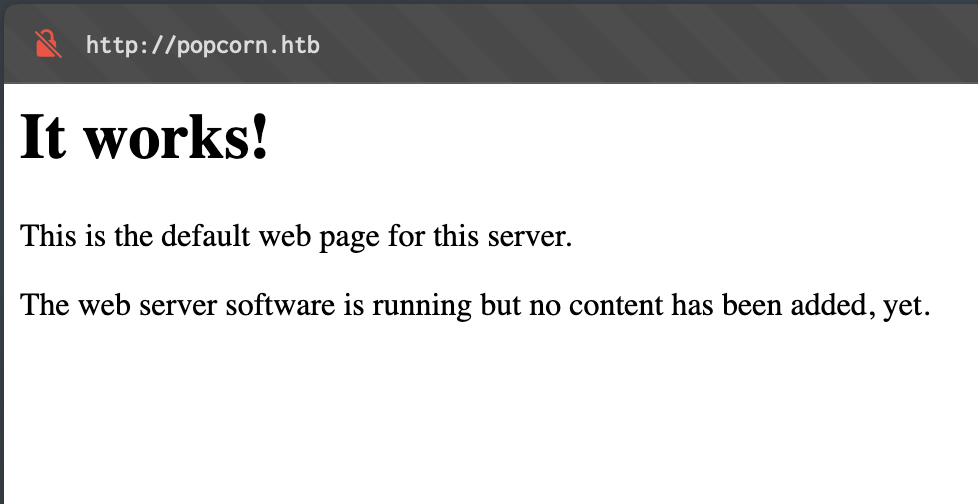 http://popcorn.htb
It works!
This is the default web page for this server.
The web server software is running but no content has been added, yet.